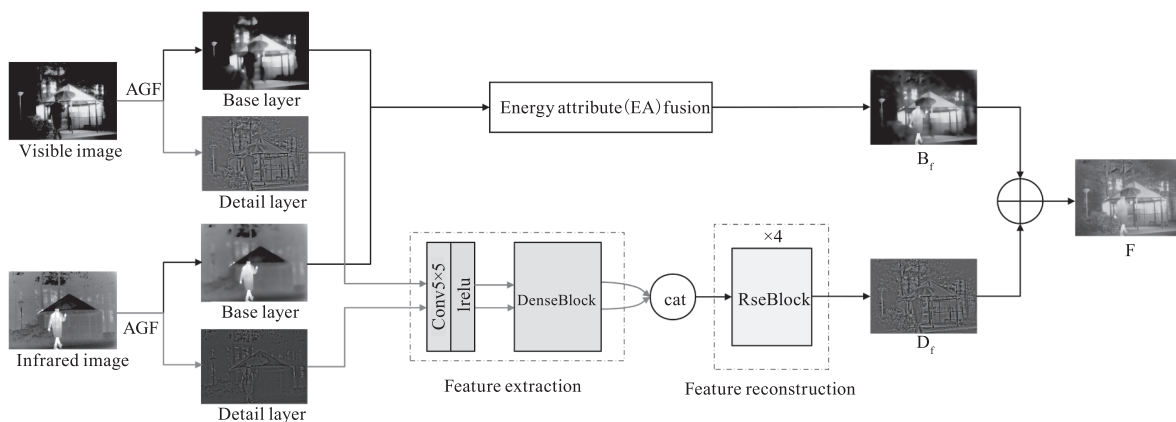 AGF
Visible image
Base layer
Detail layer
Energy attribute(EA)fusion
B_f
AGF
Infrared image
Base layer
Detail layer
Conv5×5
lrelu
DenseBlock
Feature extraction
cat
×4
RseBlock
Feature reconstruction
D_f
F